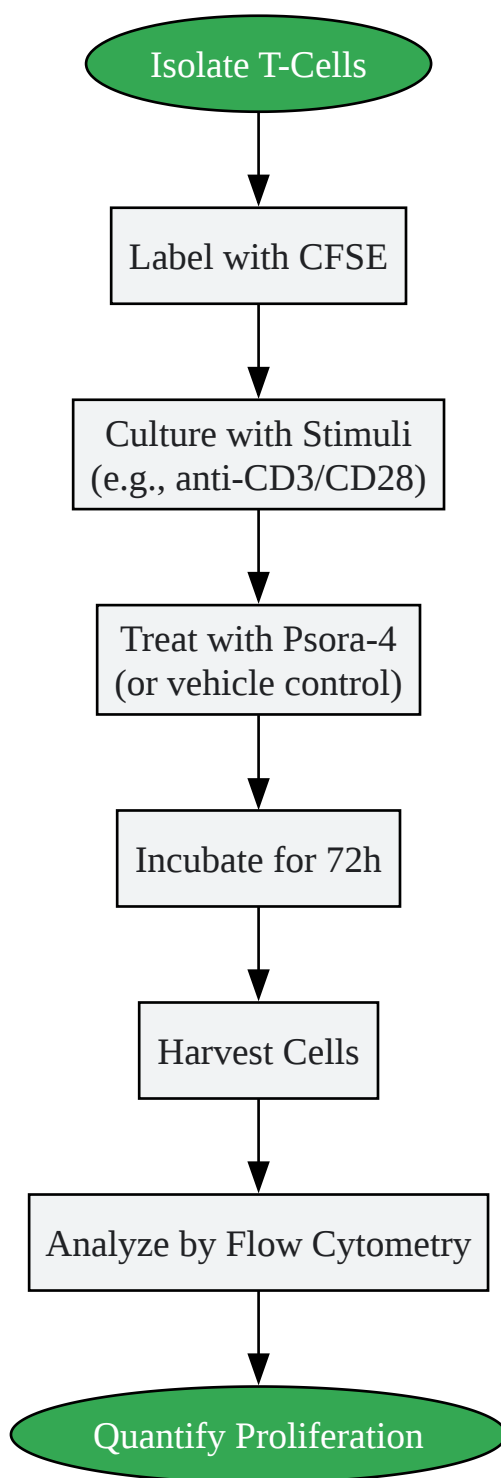 Isolate T-Cells
Label with CFSE
Culture with Stimuli
(e.g., anti-CD3/CD28)
Treat with Psora-4
(or vehicle control)
Incubate for 72h
Harvest Cells
Analyze by Flow Cytometry
Quantify Proliferation